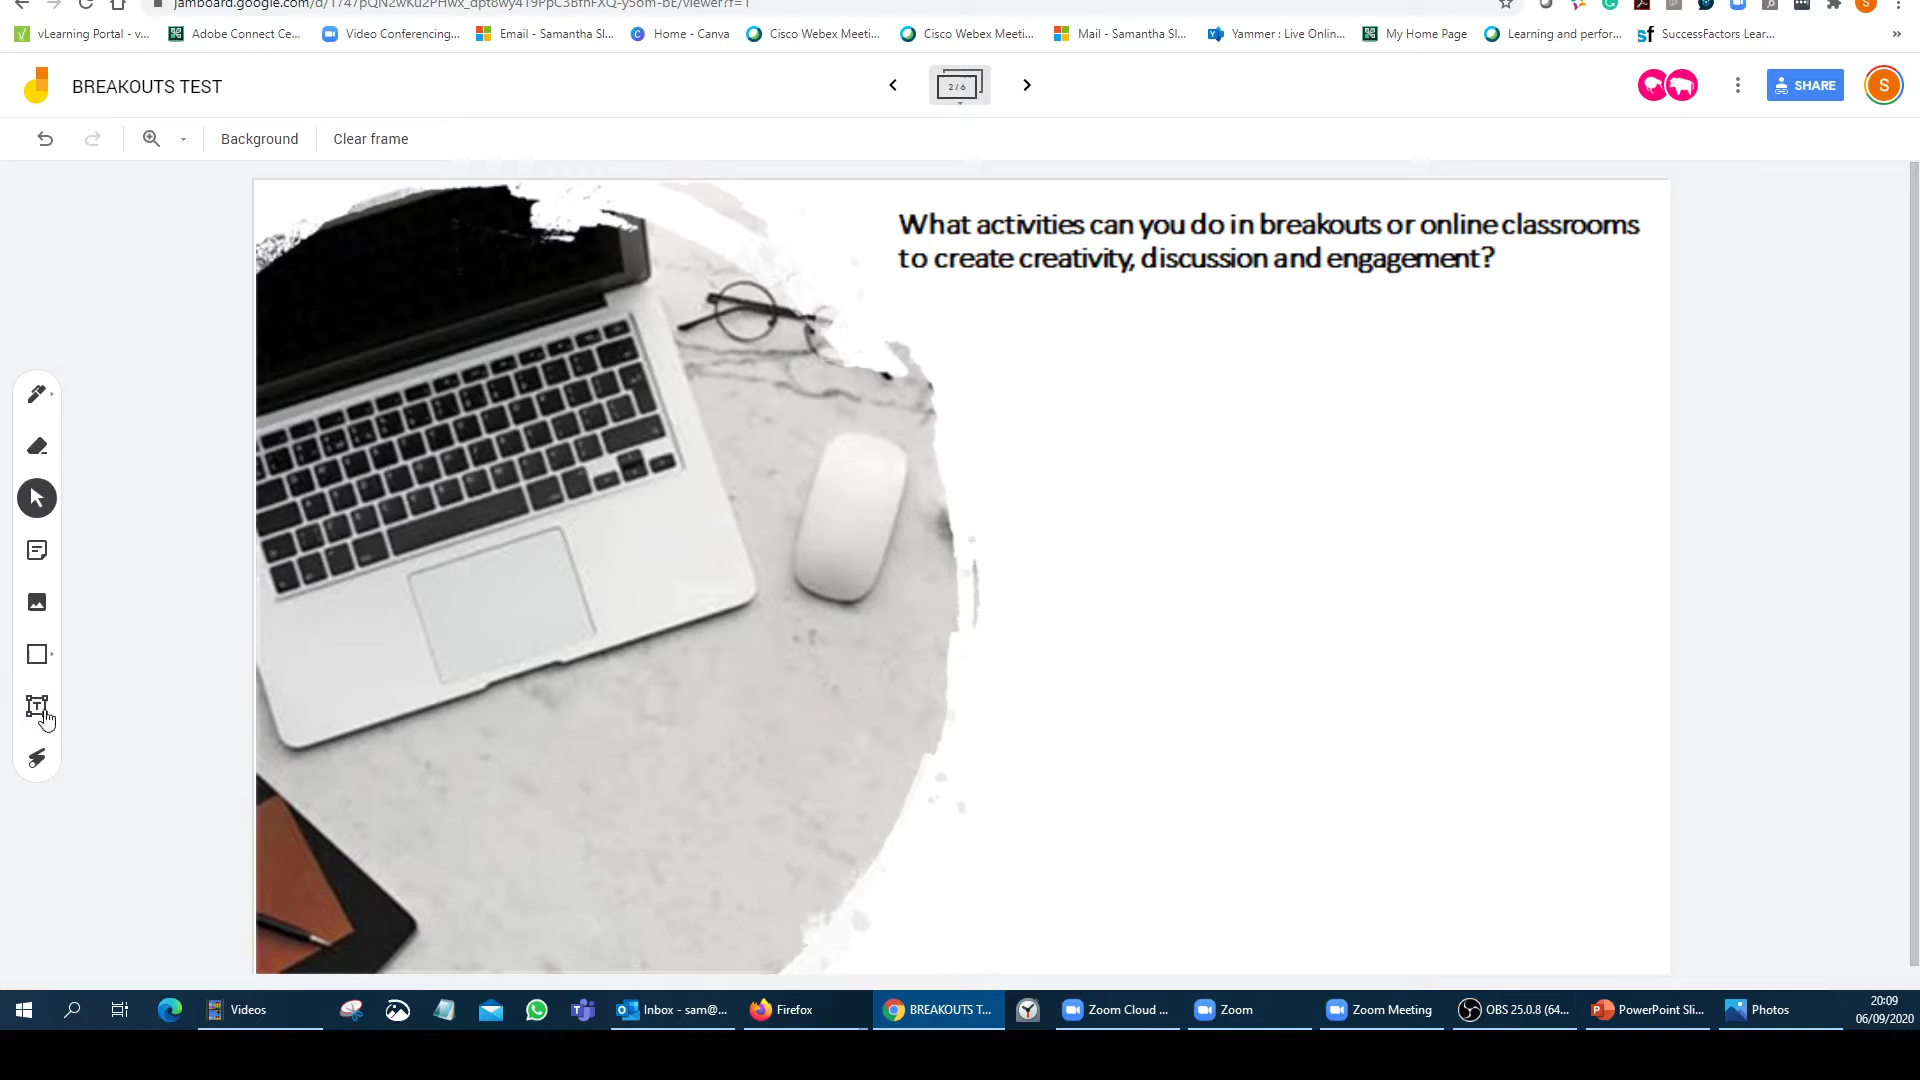 vLearning Portal - v...
Adobe Connect Ce...
Video Conferencing...
Email - Samantha Sl...
Home - Canva
Cisco Webex Meeti...
Cisco Webex Meeti...
Mail - Samantha Sl...
Yammer : Live Onlin...
My Home Page
Learning and perfor...
SuccessFactors Lear...
BREAKOUTS TEST
2 / 6
SHARE
S
Background
Clear frame
What activities can you do in breakouts or online classrooms
to create creativity, discussion and engagement?
Videos
Inbox - sam@...
Firefox
BREAKOUTS T...
Zoom Cloud ...
Zoom
Zoom Meeting
OBS 25.0.8 (64...
PowerPoint Sli...
Photos
20:09
06/09/2020